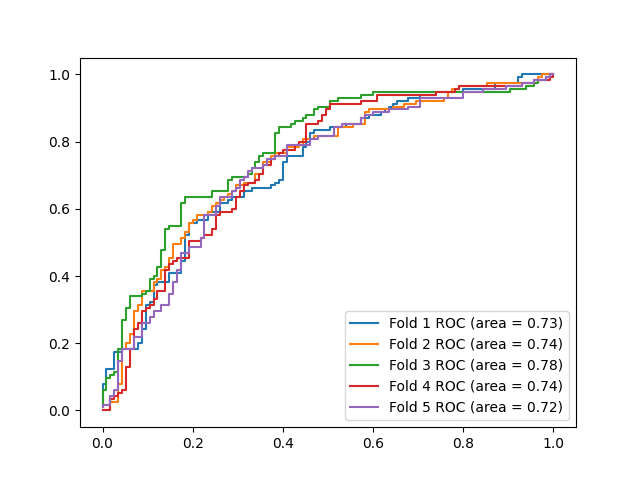 1.0
0.8
0.6
0.4
0.2
0.0
Fold 1 ROC (area = 0.73)
Fold 2 ROC (area = 0.74)
Fold 3 ROC (area = 0.78)
Fold 4 ROC (area = 0.74)
Fold 5 ROC (area = 0.72)
0.0 0.2 0.4 0.6 0.8 1.0